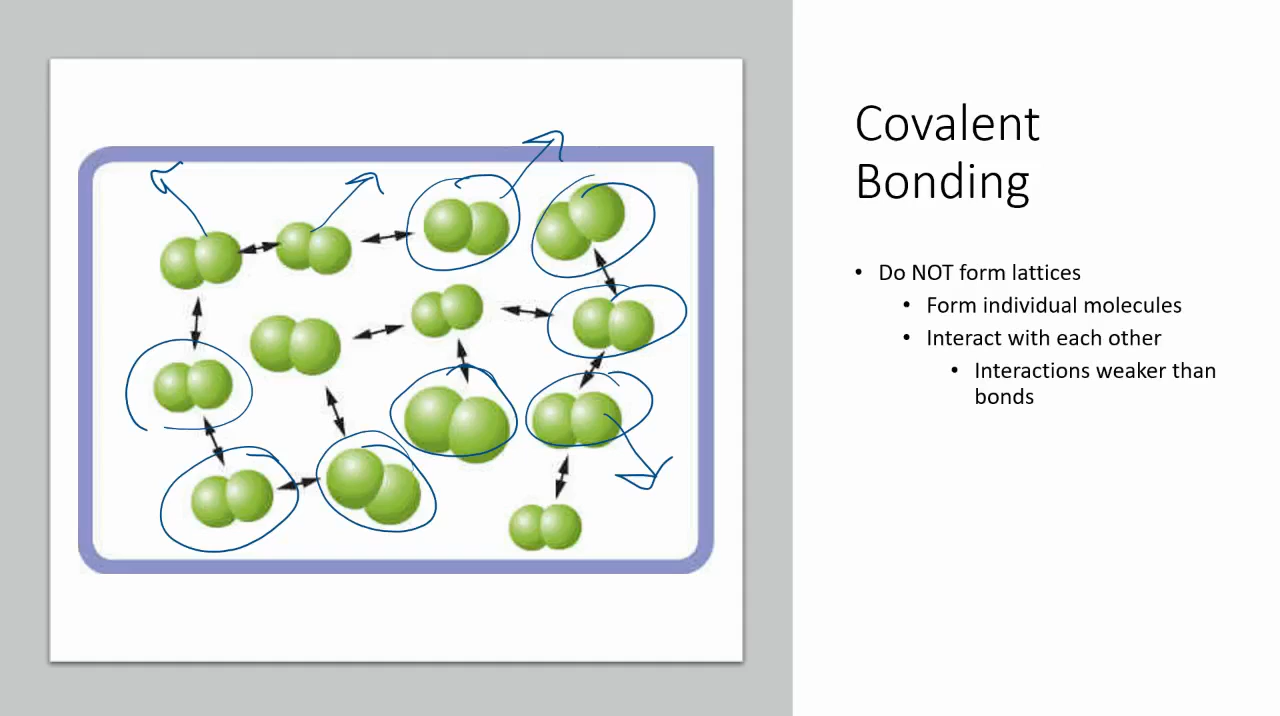 Covalent
Bonding
• Do NOT form lattices
• Form individual molecules
• Interact with each other
• Interactions weaker than
bonds